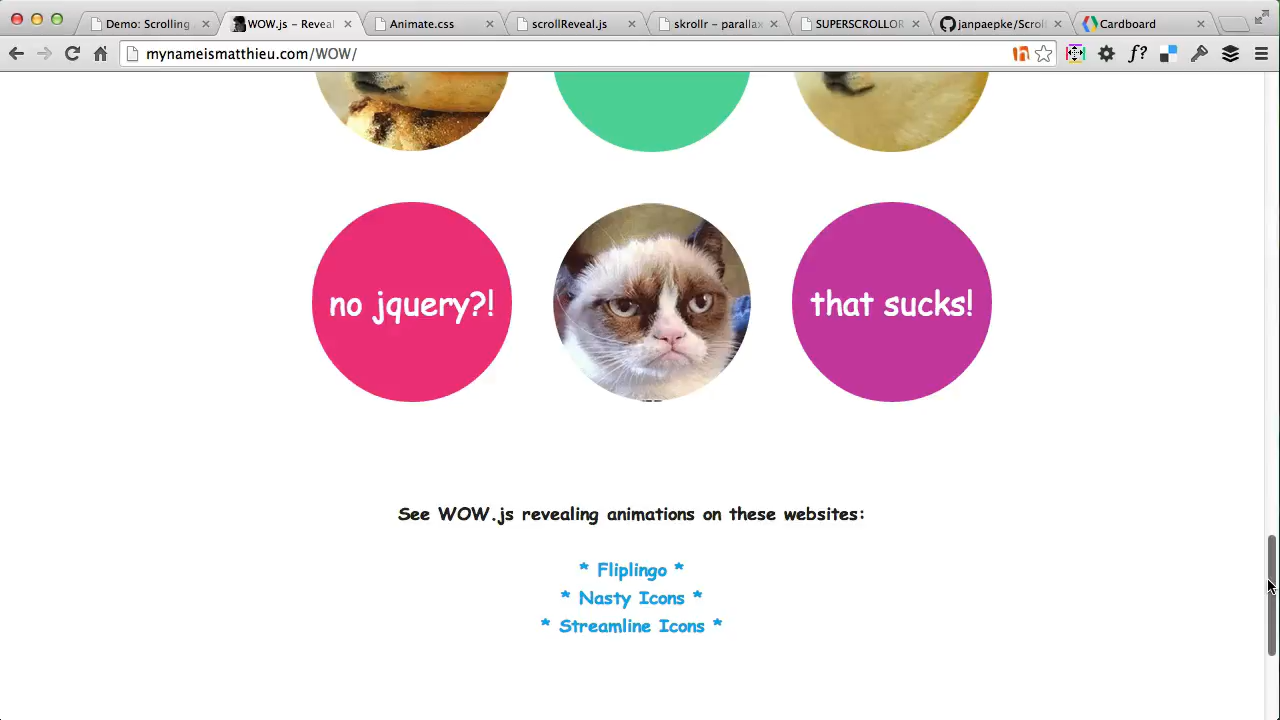 Demo: Scrolling
WOW.js – Reveal
Animate.css
scrollReveal.js
skrollr – parallax
SUPERSCROLLOR
janpaepke/Scroll
Cardboard
mynameismatthieu.com/WOW/
f?
no jquery?!
that sucks!
See WOW.js revealing animations on these websites:
* Fliplingo *
* Nasty Icons *
* Streamline Icons *